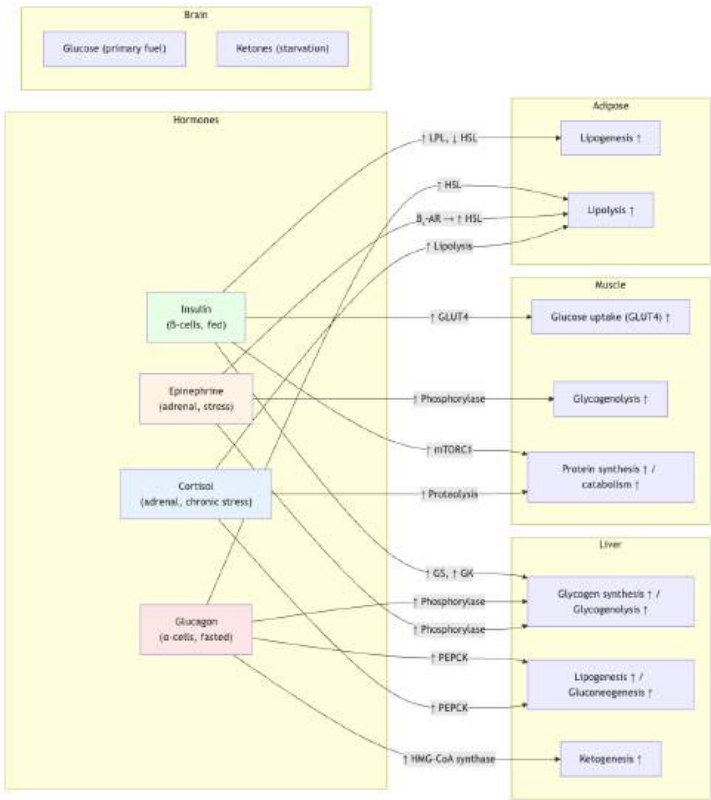 Brain
Glucose (primary fuel)
Ketones (starvation)
Hormones
Insulin
(β-cells, fed)
Epinephrine
(adrenal, stress)
Cortisol
(adrenal, chronic stress)
Glucagon
(α-cells, fasted)
↑ LPL, ↓ HSL
↑ HSL
→ ↑ HSL
↑ Lipolysis
↑ GLUT4
↑ Phosphorylase
↑ mTORC1
↑ Proteolysis
↑ GS, ↑ GK
↑ Phosphorylase
↑ Phosphorylase
↑ PEPCK
↑ PEPCK
↑ HMG-CoA synthase
Adipose
Lipogenesis ↑
Lipolysis ↑
Muscle
Glucose uptake (GLUT4) ↑
Glycogenolysis ↑
Protein synthesis ↑ /
catabolism ↑
Liver
Glycogen synthesis ↑ /
Glycogenolysis ↑
Lipogenesis ↑ /
Gluconeogenesis ↑
Ketogenesis ↑